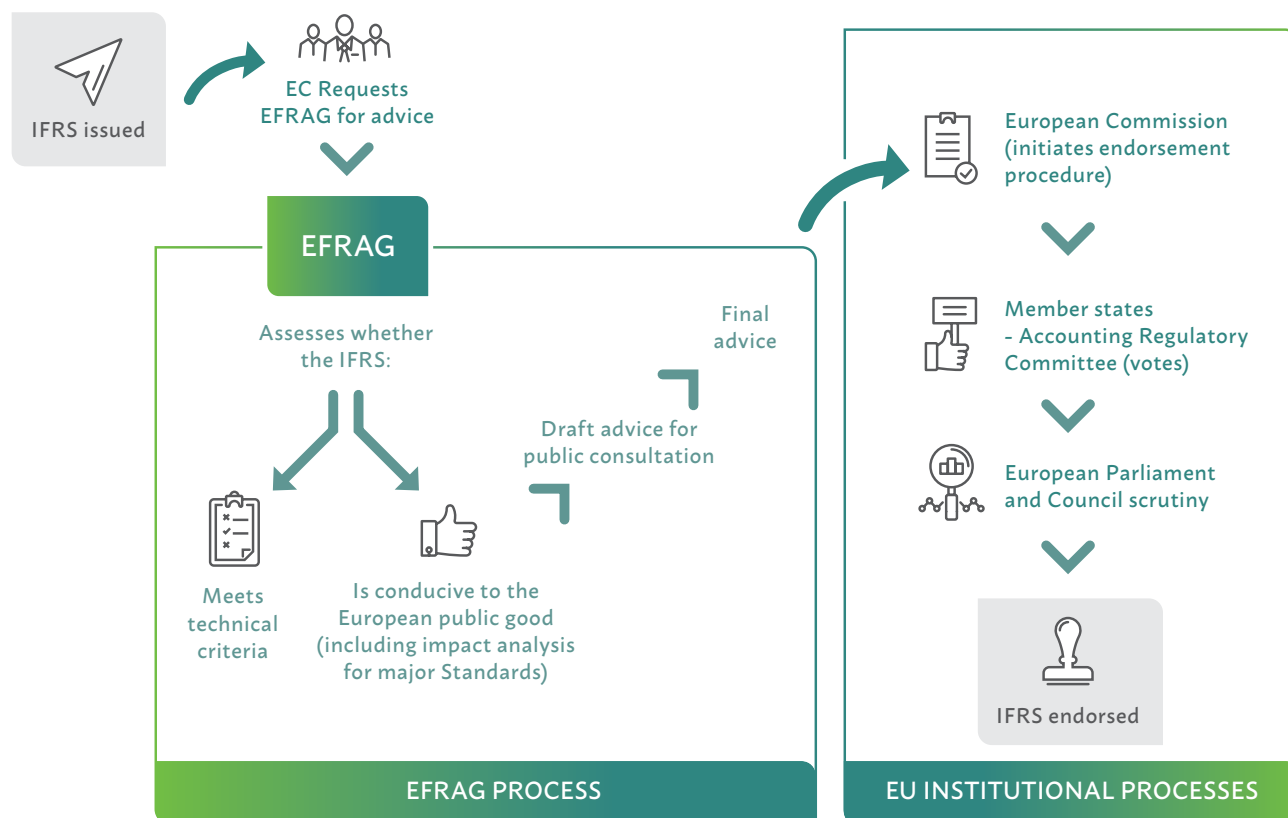 IFRS issued
EC Requests
EFRAG for advice
EFRAG
Assesses whether
the IFRS:
Meets
technical
criteria
Is conducive to the
European public good
(including impact analysis
for major Standards)
Draft advice for
public consultation
Final
advice
EFRAG PROCESS
European Commission
(initiates endorsement
procedure)
Member states
- Accounting Regulatory
Committee (votes)
European Parliament
and Council scrutiny
IFRS endorsed
EU INSTITUTIONAL PROCESSES